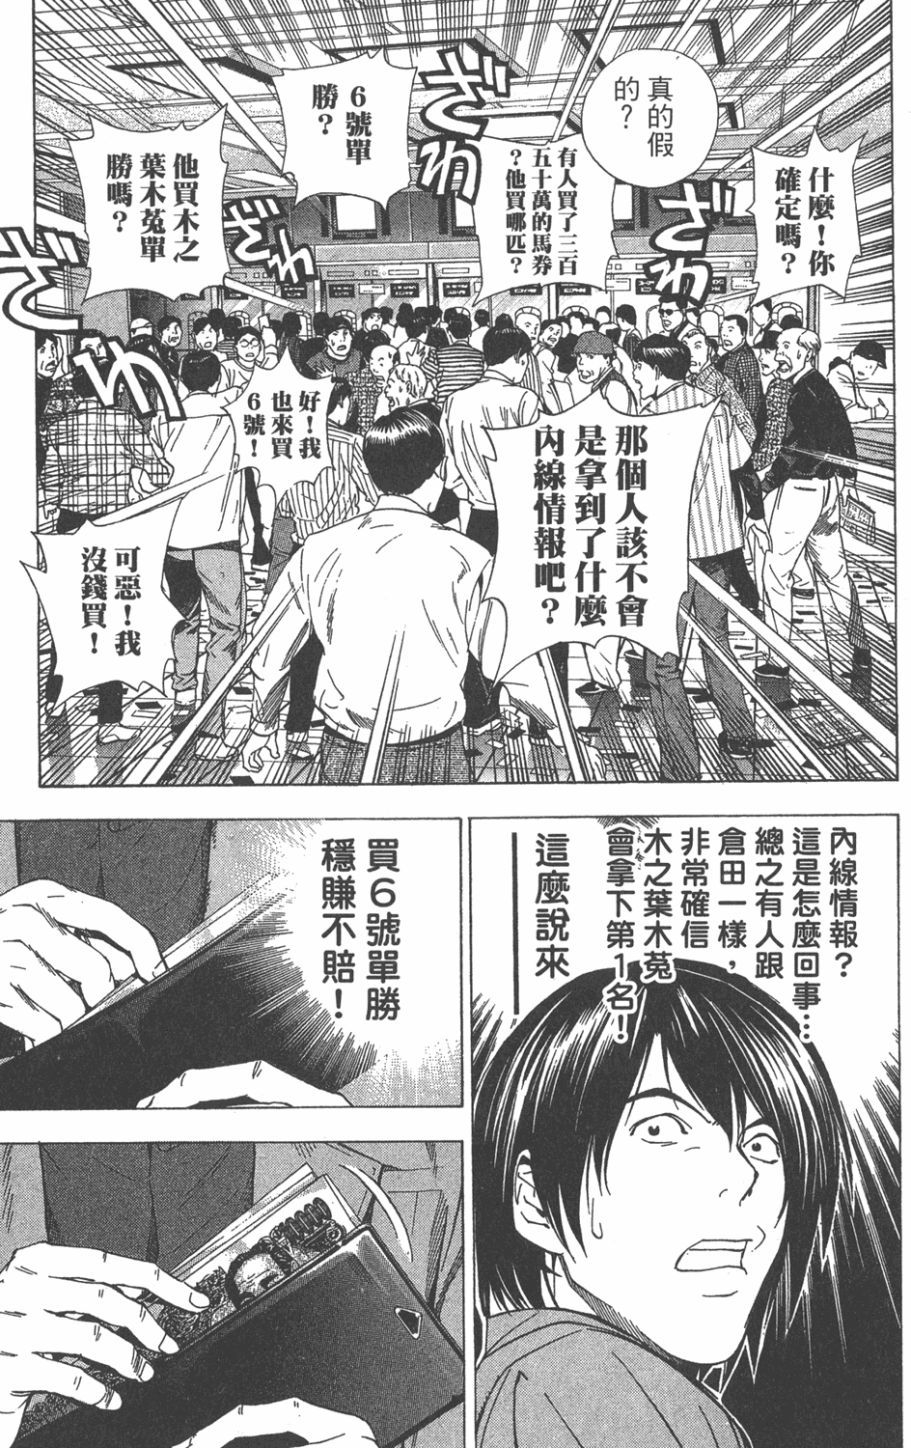 什麼！你
確定嗎？
真的假
的？
ざわ
ざわ
有人買了三百
五十萬的馬券
？他買哪匹？
6號單
勝？
ざわ
他買木之
葉木菟單
勝嗎？
ざわ
那個人該不會
是拿到了什麼
內線情報吧？
好！我
也來買
6號！
可惡！我
沒錢買！
內線情報？
這是怎麼回事…
總之有人跟
倉田一樣，
非常確信
木之葉木菟
會拿下第1名！
這麼說來
買6號單勝
穩賺不賠！